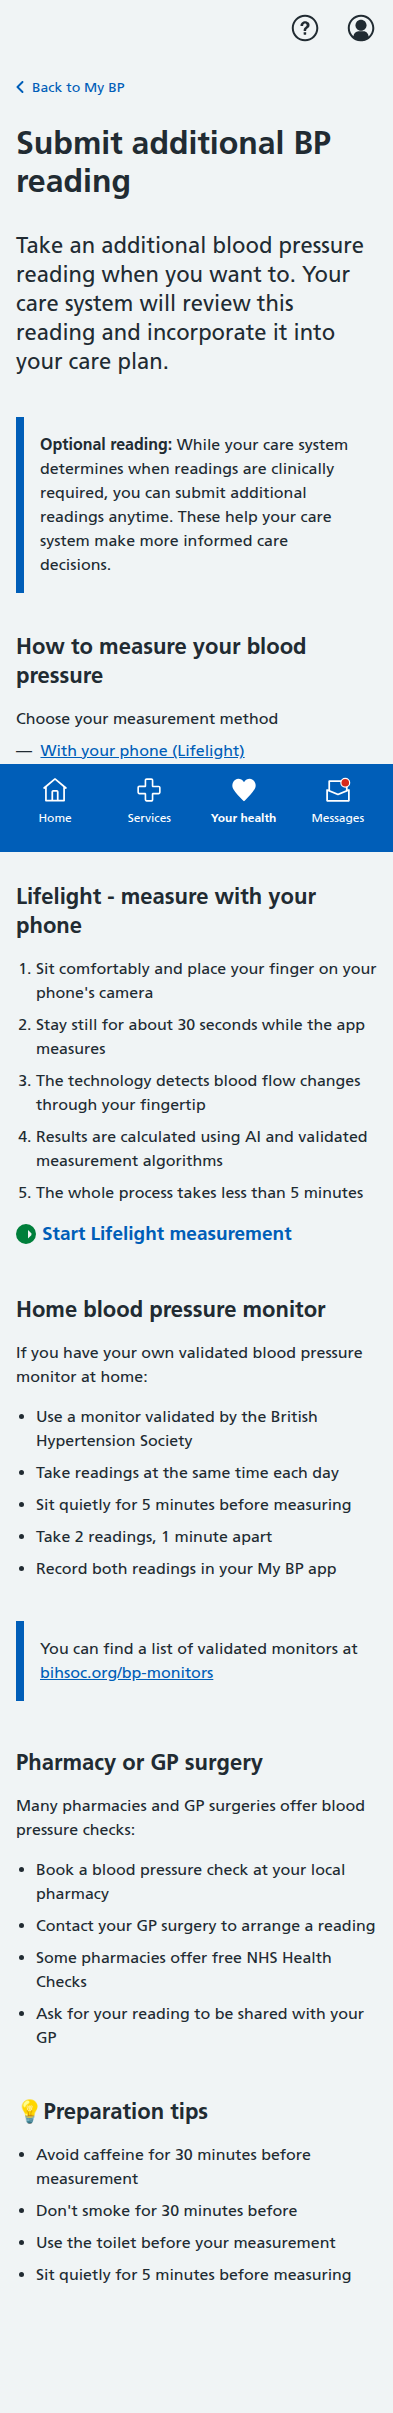 Back to My BP
Submit additional BP
reading
Take an additional blood pressure
reading when you want to. Your
care system will review this
reading and incorporate it into
your care plan.
Optional reading: While your care system
determines when readings are clinically
required, you can submit additional
readings anytime. These help your care
system make more informed care
decisions.
How to measure your blood
pressure
Choose your measurement method
— With your phone (Lifelight)
Home
Services
Your health
Messages
Lifelight - measure with your
phone
1. Sit comfortably and place your finger on your
phone's camera
2. Stay still for about 30 seconds while the app
measures
3. The technology detects blood flow changes
through your fingertip
4. Results are calculated using AI and validated
measurement algorithms
5. The whole process takes less than 5 minutes
Start Lifelight measurement
Home blood pressure monitor
If you have your own validated blood pressure
monitor at home:
• Use a monitor validated by the British
Hypertension Society
• Take readings at the same time each day
• Sit quietly for 5 minutes before measuring
• Take 2 readings, 1 minute apart
• Record both readings in your My BP app
You can find a list of validated monitors at
bihsoc.org/bp-monitors
Pharmacy or GP surgery
Many pharmacies and GP surgeries offer blood
pressure checks:
• Book a blood pressure check at your local
pharmacy
• Contact your GP surgery to arrange a reading
• Some pharmacies offer free NHS Health
Checks
• Ask for your reading to be shared with your
GP
💡Preparation tips
• Avoid caffeine for 30 minutes before
measurement
• Don't smoke for 30 minutes before
• Use the toilet before your measurement
• Sit quietly for 5 minutes before measuring